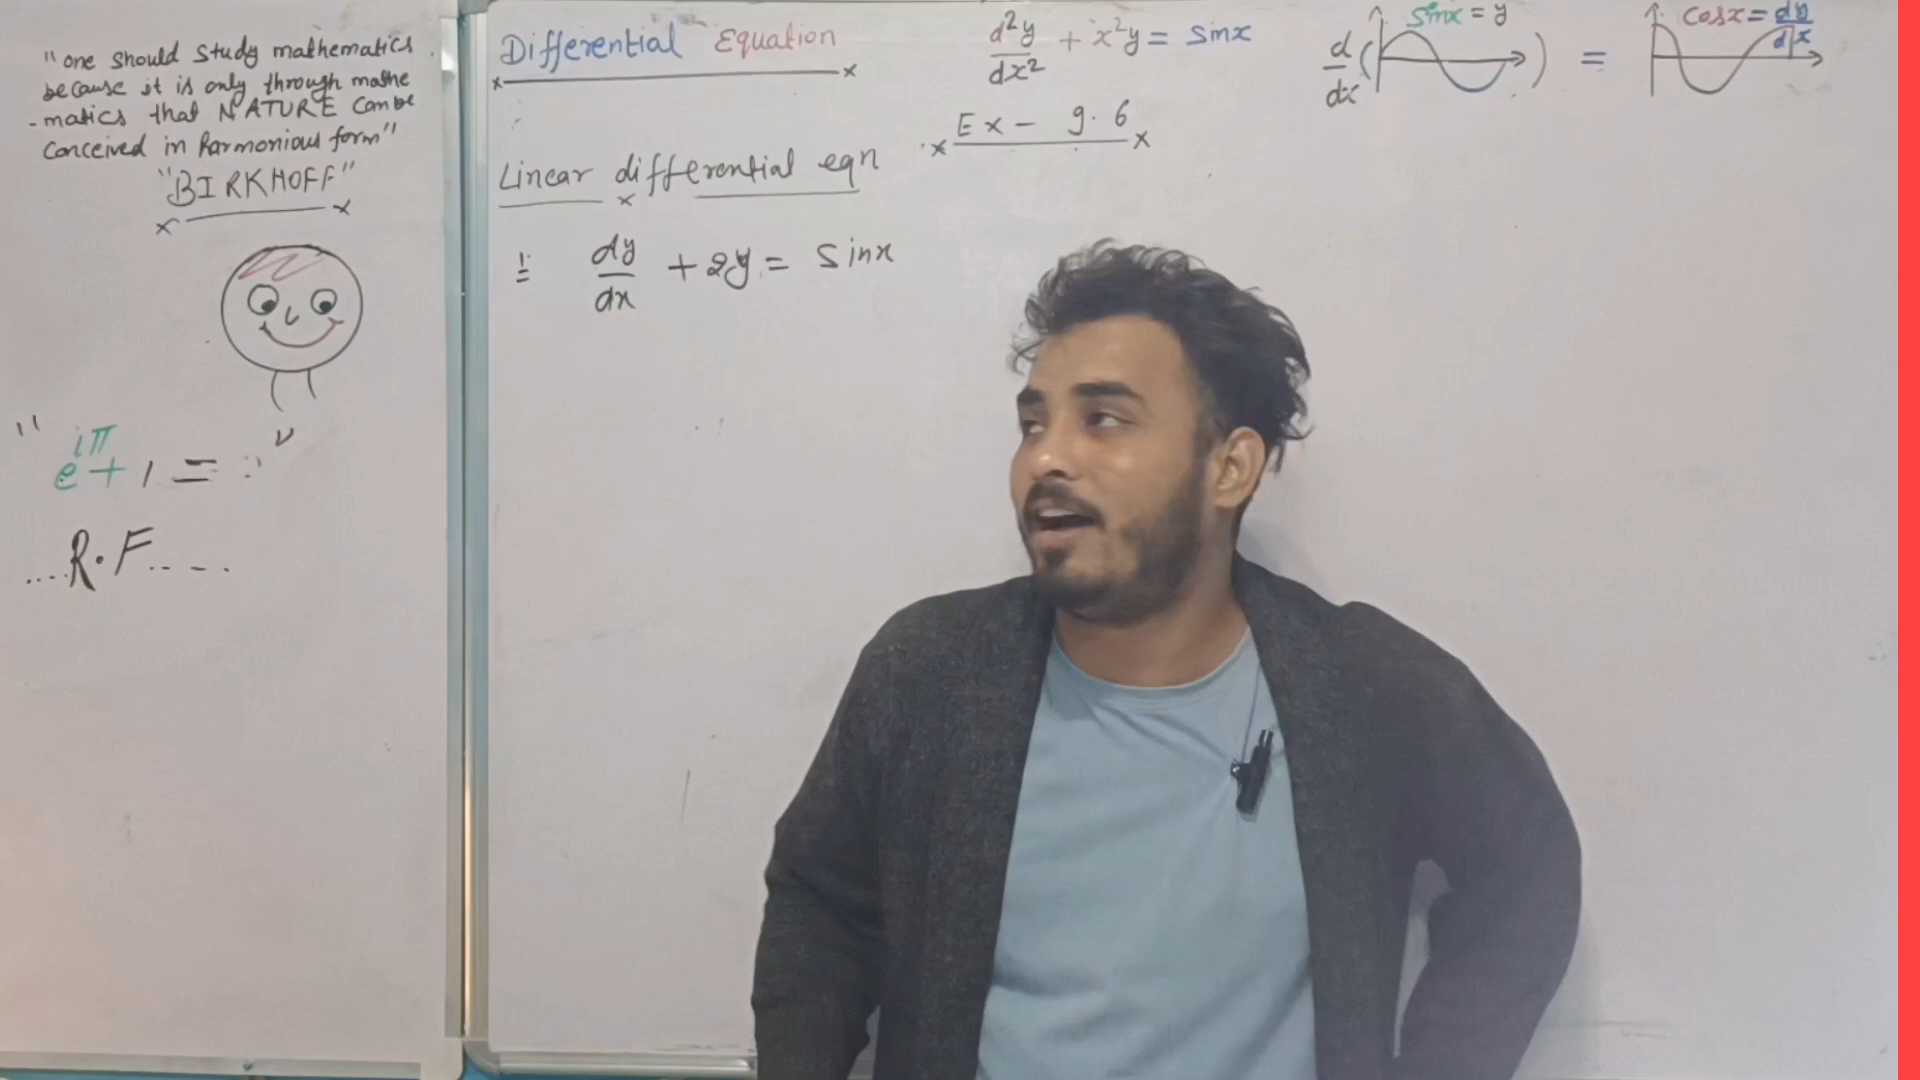 "one should study mathematics
because it is only through mathe
-matics that NATURE can be
conceived in harmonious form"
"BIRKHOFF"
"e^{iπ} + 1 = "
....R.F.....
Differential Equation
d²y/dx² + x²y = sinx
d/dx ( sinx = y ) = cosx = dy/dx
Ex - 9.6
Linear differential eqn
1: dy/dx + 2y = sinx